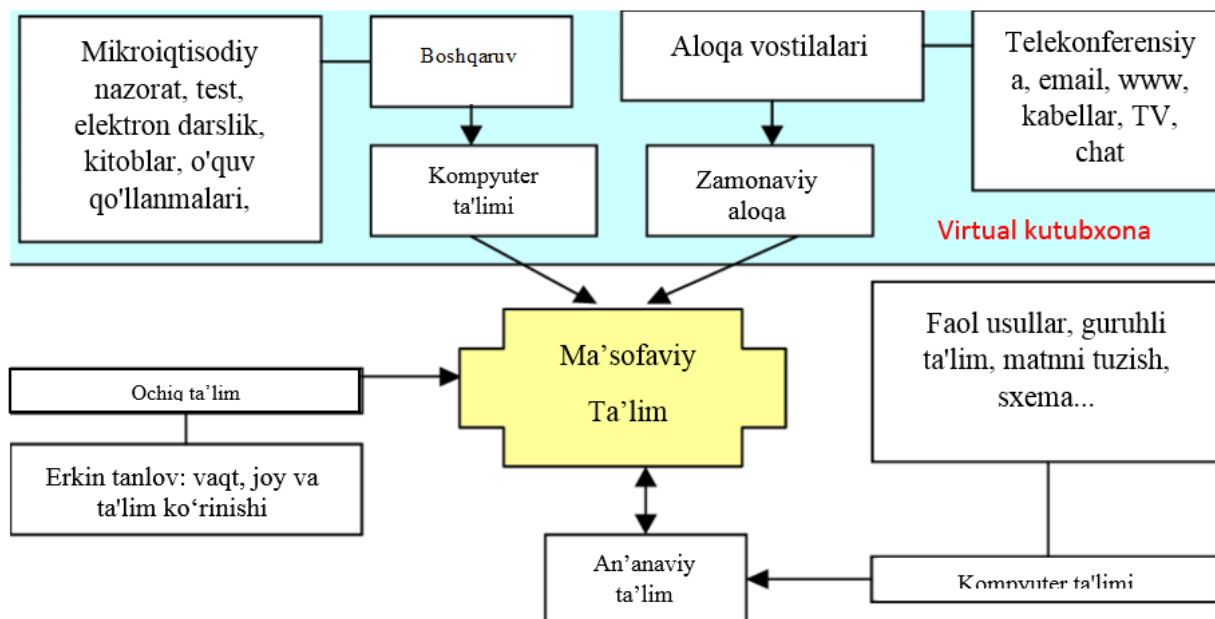 Mikroiqtisodiy
nazorat, test,
elektron darslik,
kitoblar, o'quv
qo'llanmalari,
Boshqaruv
Aloqa vostilalari
Telekonferensiy
a, email, www,
kabellar, TV,
chat
Kompyuter
ta'limi
Zamonaviy
aloqa
Virtual kutubxona
Ma’sofaviy
Ta’lim
Faol usullar, guruhli
ta'lim, matnni tuzish,
sxema...
Ochiq ta’lim
Erkin tanlov: vaqt, joy va
ta'lim ko‘rinishi
An’anaviy
ta’lim
Kompyuter ta'limi